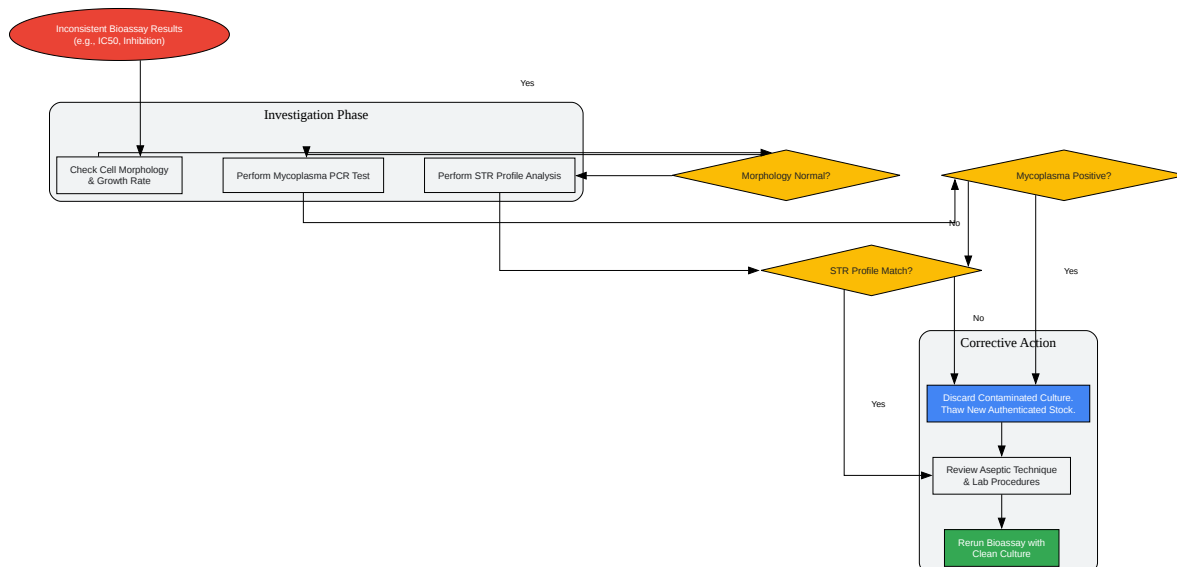 Inconsistent Bioassay Results
(e.g., IC50, Inhibition)
Yes
Investigation Phase
Check Cell Morphology
& Growth Rate
Perform Mycoplasma PCR Test
Perform STR Profile Analysis
Morphology Normal?
Mycoplasma Positive?
No
STR Profile Match?
Yes
No
Corrective Action
Discard Contaminated Culture.
Thaw New Authenticated Stock.
Yes
Review Aseptic Technique
& Lab Procedures
Rerun Bioassay with
Clean Culture